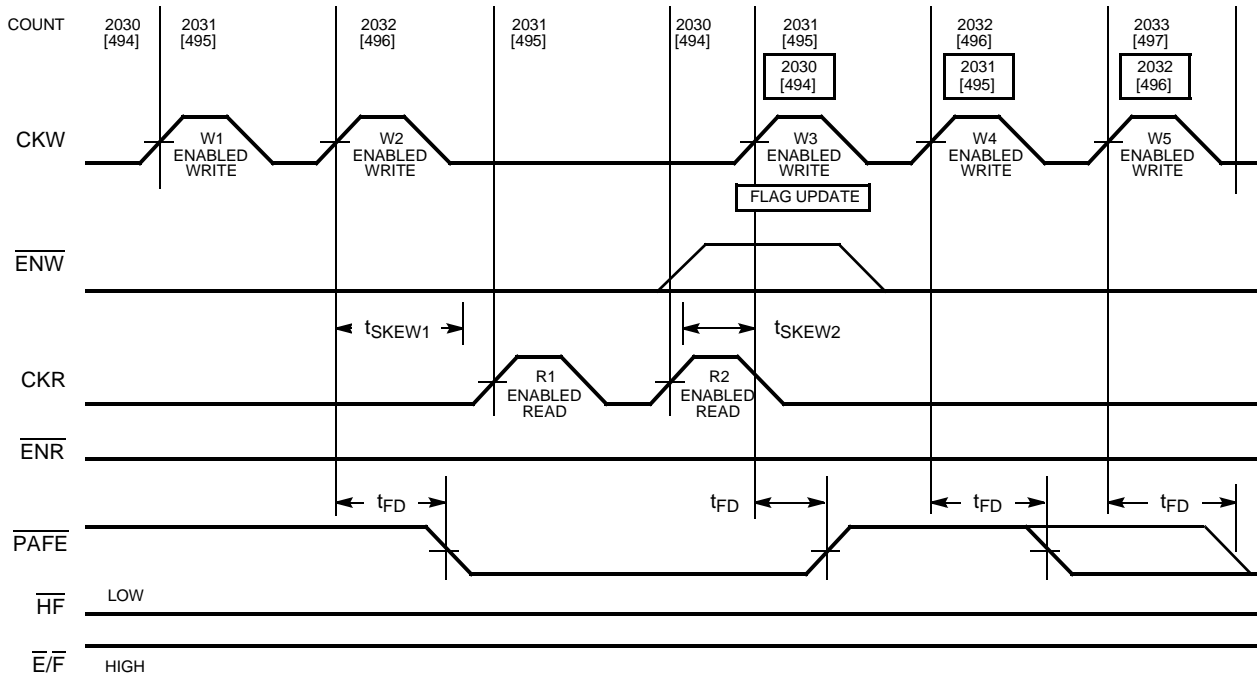 COUNT 2030 2031 2032 2031 2030 2031 2032 2033
[494] [495] [496] [495] [494] [495] [496] [497]
2030 2031 2032
[494] [495] [496]
CKW W1 W2 W3 W4 W5
ENABLED ENABLED ENABLED ENABLED ENABLED
WRITE WRITE WRITE WRITE WRITE
FLAG UPDATE
ENW
tSKEW1 tSKEW2
CKR R1 R2
ENABLED ENABLED
READ READ
ENR
tFD tFD tFD tFD
PAFE
HF LOW
E/F HIGH